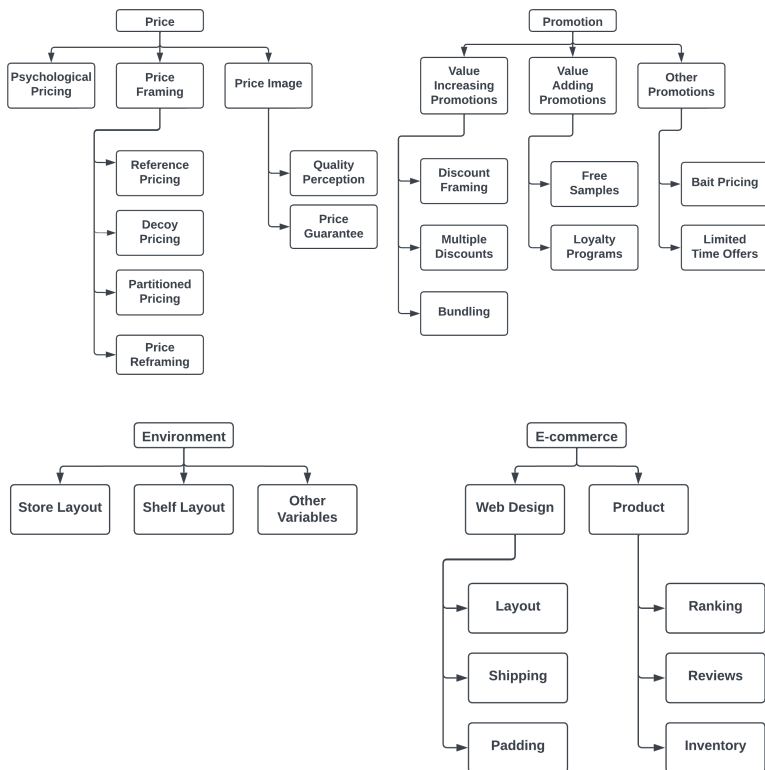 Price
Psychological
Pricing
Price
Framing
Price Image
Reference
Pricing
Decoy
Pricing
Partitioned
Pricing
Price
Reframing
Quality
Perception
Price
Guarantee
Promotion
Value
Increasing
Promotions
Value
Adding
Promotions
Other
Promotions
Discount
Framing
Multiple
Discounts
Bundling
Free
Samples
Loyalty
Programs
Bait Pricing
Limited
Time Offers
Environment
Store Layout
Shelf Layout
Other
Variables
E-commerce
Web Design
Product
Layout
Shipping
Padding
Ranking
Reviews
Inventory